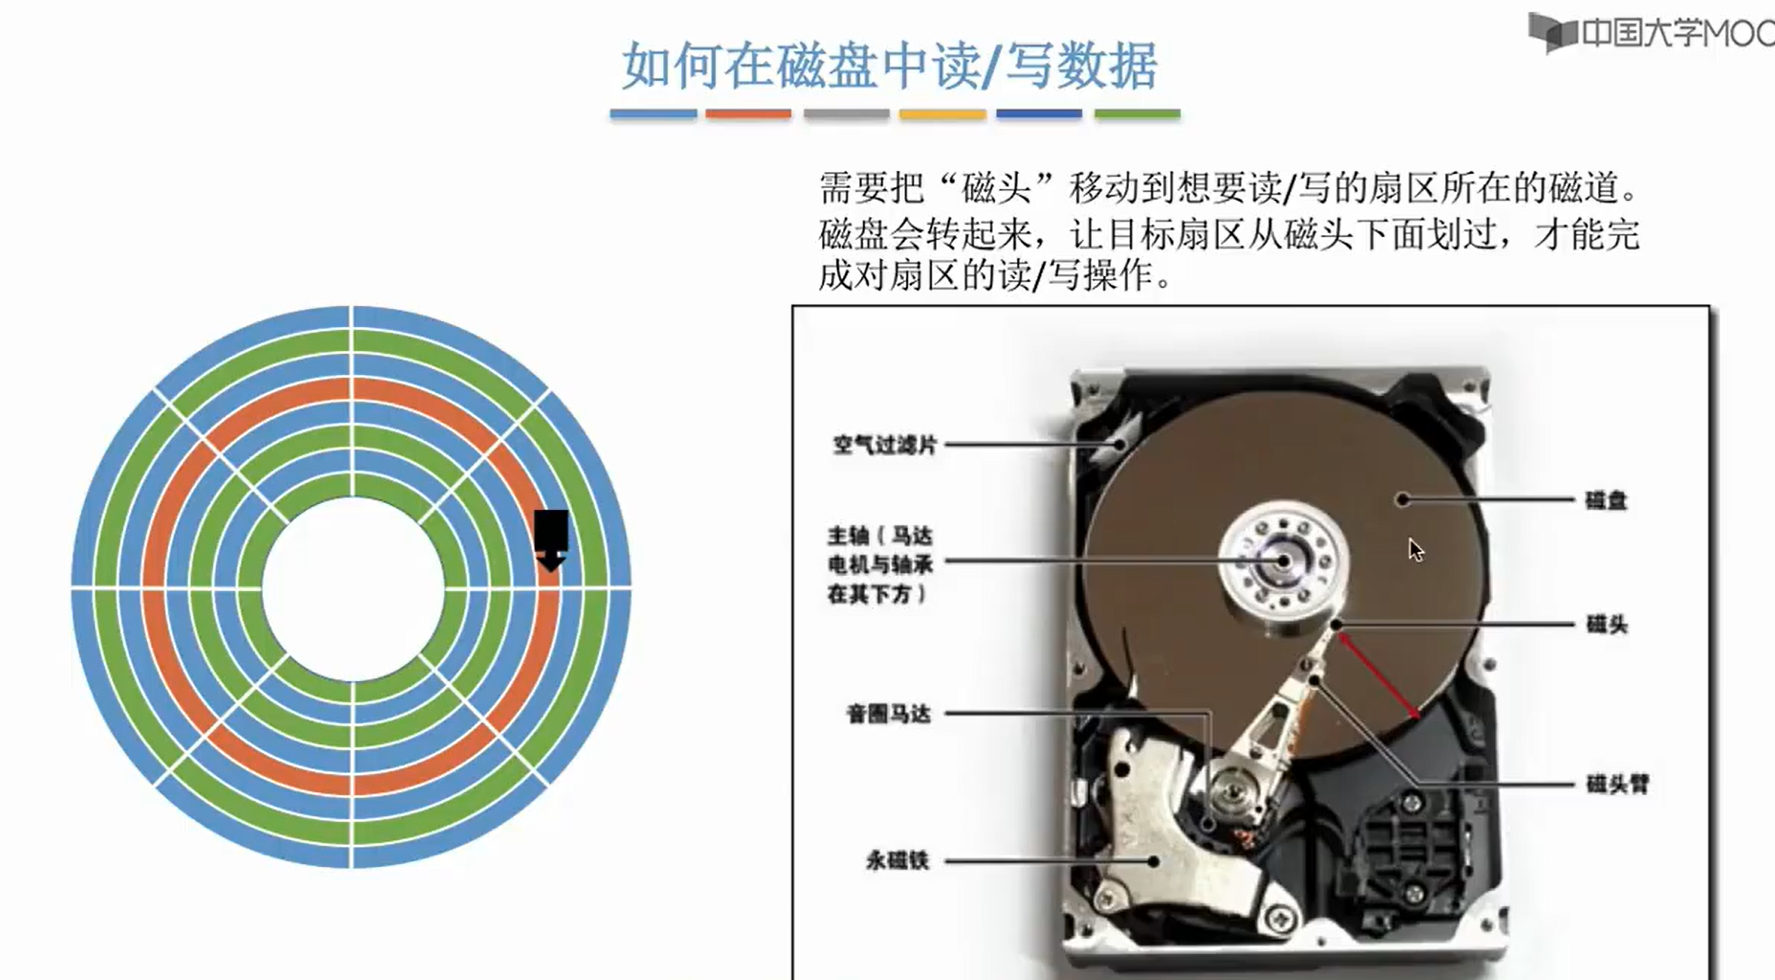 中国大学MOO
如何在磁盘中读/写数据
需要把“磁头”移动到想要读/写的扇区所在的磁道。
磁盘会转起来，让目标扇区从磁头下面划过，才能完
成对扇区的读/写操作。
空气过滤片
磁盘
主轴（马达
电机与轴承
在其下方）
磁头
音圈马达
磁头臂
永磁铁